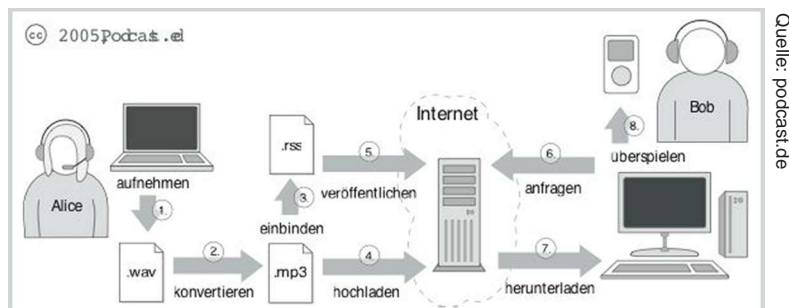 cc 2005, Podcast.de
Quelle: podcast.de
Internet
Alice
Bob
aufnehmen
1.
.wav
2.
konvertieren
.mp3
3.
einbinden
.rss
4.
hochladen
5.
veröffentlichen
6.
anfragen
7.
herunterladen
8.
überspielen